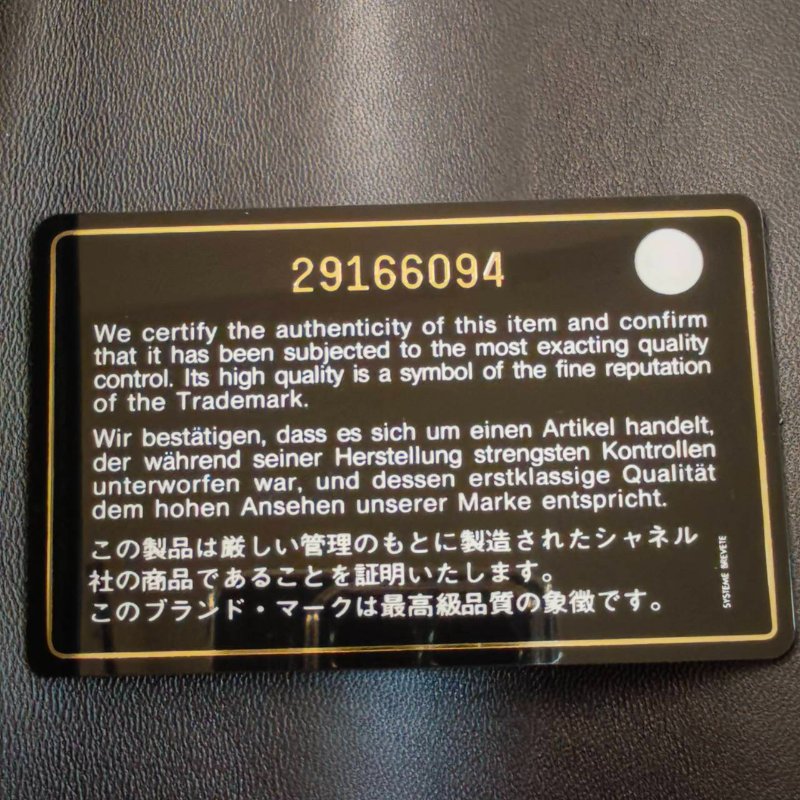 29166094
We certify the authenticity of this item and confirm
that it has been subjected to the most exacting quality
control. Its high quality is a symbol of the fine reputation
of the Trademark.
Wir bestätigen, dass es sich um einen Artikel handelt,
der während seiner Herstellung strengsten Kontrollen
unterworfen war, und dessen erstklassige Qualität
dem hohen Ansehen unserer Marke entspricht.
この製品は厳しい管理のもとに製造されたシャネル
社の商品であることを証明いたします。
このブランド・マークは最高級品質の象徴です。
SYSTEME BREVETE